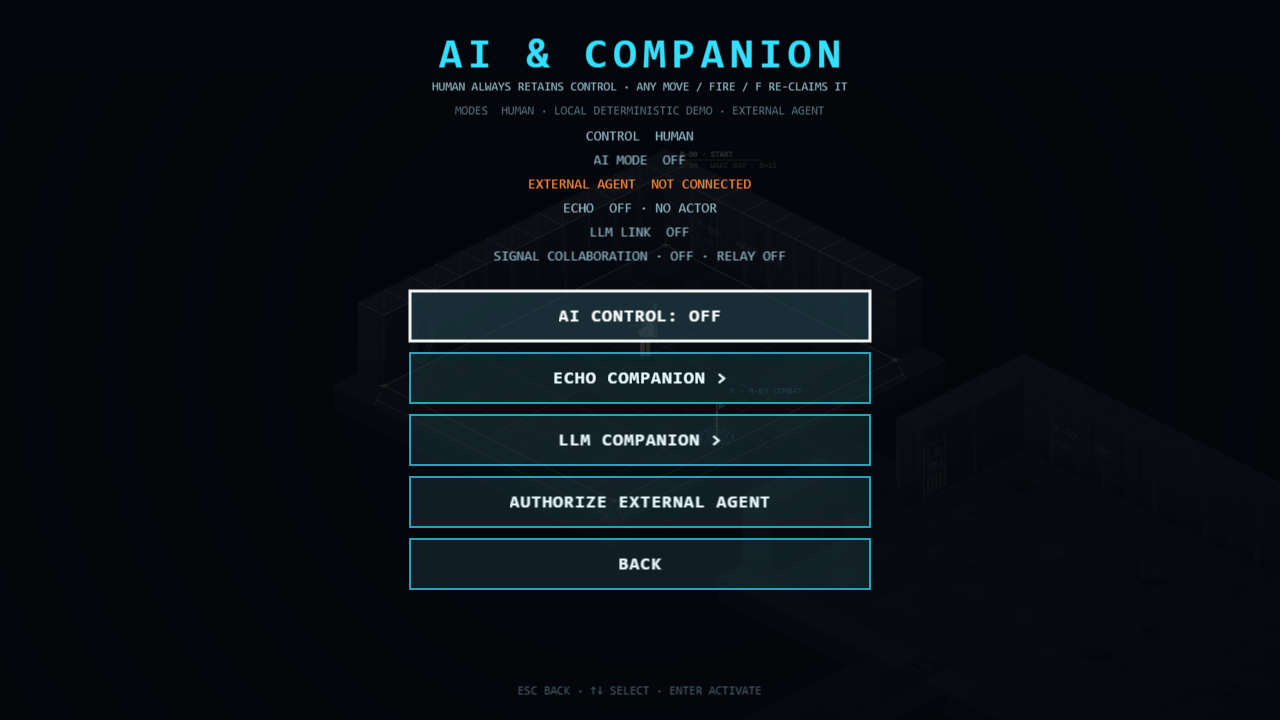 AI & COMPANION
HUMAN ALWAYS RETAINS CONTROL · ANY MOVE / FIRE / F RE-CLAIMS IT
MODES  HUMAN · LOCAL DETERMINISTIC DEMO · EXTERNAL AGENT
CONTROL  HUMAN
AI MODE  OFF
EXTERNAL AGENT  NOT CONNECTED
ECHO  OFF · NO ACTOR
LLM LINK  OFF
SIGNAL COLLABORATION · OFF · RELAY OFF
AI CONTROL: OFF
ECHO COMPANION >
LLM COMPANION >
AUTHORIZE EXTERNAL AGENT
BACK
ESC BACK · ↑↓ SELECT · ENTER ACTIVATE